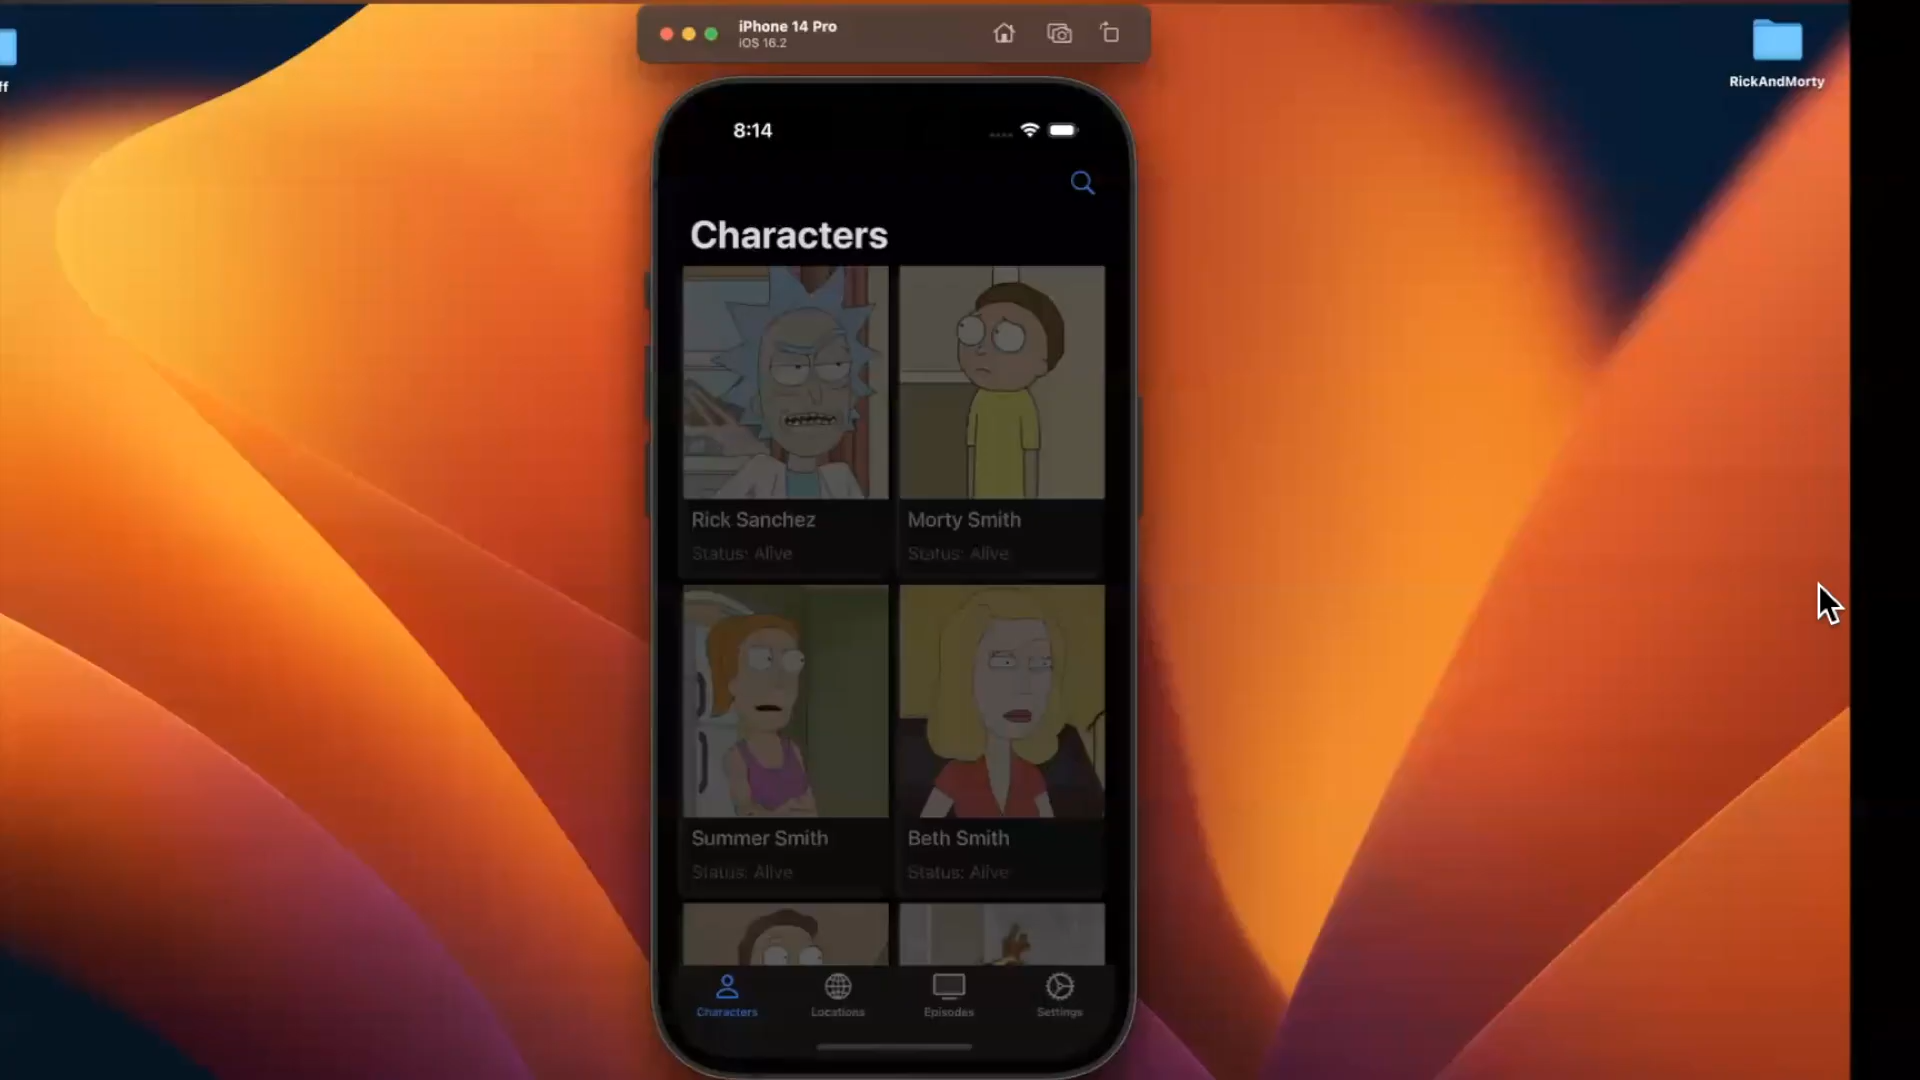 iPhone 14 Pro
iOS 16.2
ff
RickAndMorty
8:14
Characters
Rick Sanchez
Status: Alive
Morty Smith
Status: Alive
Summer Smith
Status: Alive
Beth Smith
Status: Alive
Characters
Locations
Episodes
Settings